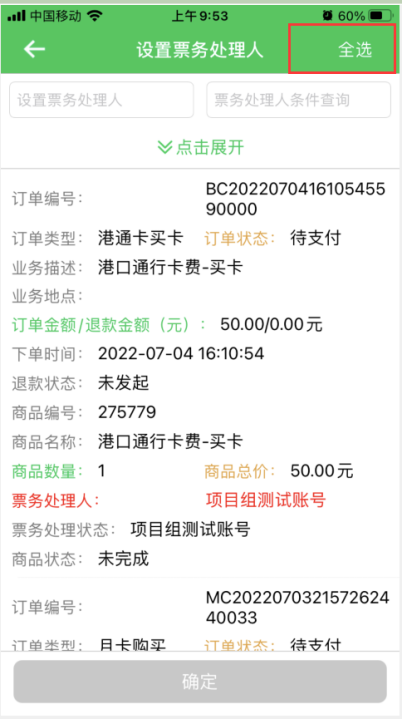 中国移动 上午9:53 60%
设置票务处理人 全选
设置票务处理人 票务处理人条件查询
点击展开
订单编号: BC2022070416105455
90000
订单类型: 港通卡买卡 订单状态: 待支付
业务描述: 港口通行卡费-买卡
业务地点:
订单金额/退款金额（元）: 50.00/0.00元
下单时间: 2022-07-04 16:10:54
退款状态: 未发起
商品编号: 275779
商品名称: 港口通行卡费-买卡
商品数量: 1 商品总价: 50.00元
票务处理人: 项目组测试账号
票务处理状态: 项目组测试账号
商品状态: 未完成
订单编号: MC2022070321572624
40033
订单类型: 月卡购买 订单状态: 待支付
确定